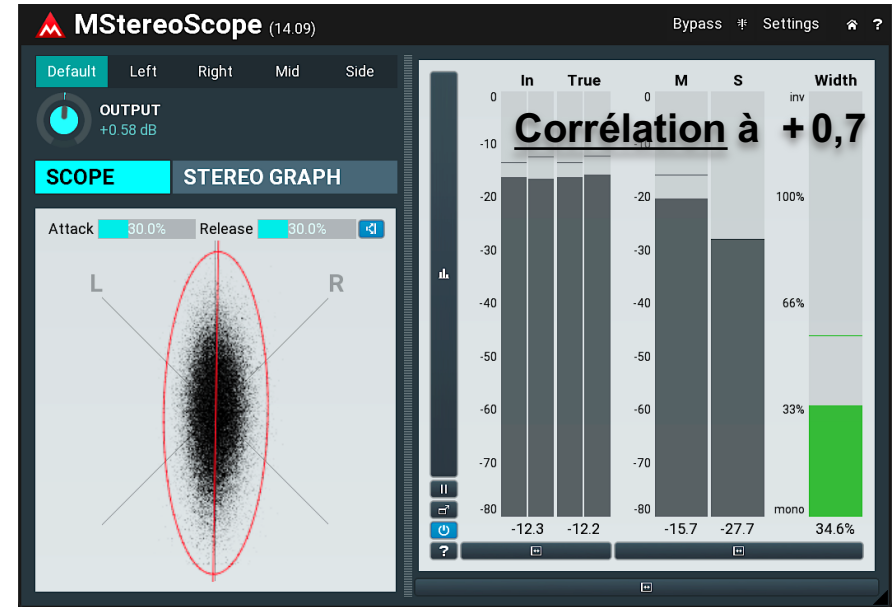 MStereoScope (14.09)
Bypass Settings ?
Default Left Right Mid Side
OUTPUT
+0.58 dB
SCOPE STEREO GRAPH
Attack 30.0% Release 30.0%
L R
In True M S Width
0 0 inv
Corrélation à +0,7
-10 -10
-20 -20 100%
-30 -30
-40 -40 66%
-50 -50
-60 -60 33%
-70 -70
-80 -80 mono
-12.3 -12.2 -15.7 -27.7 34.6%
?